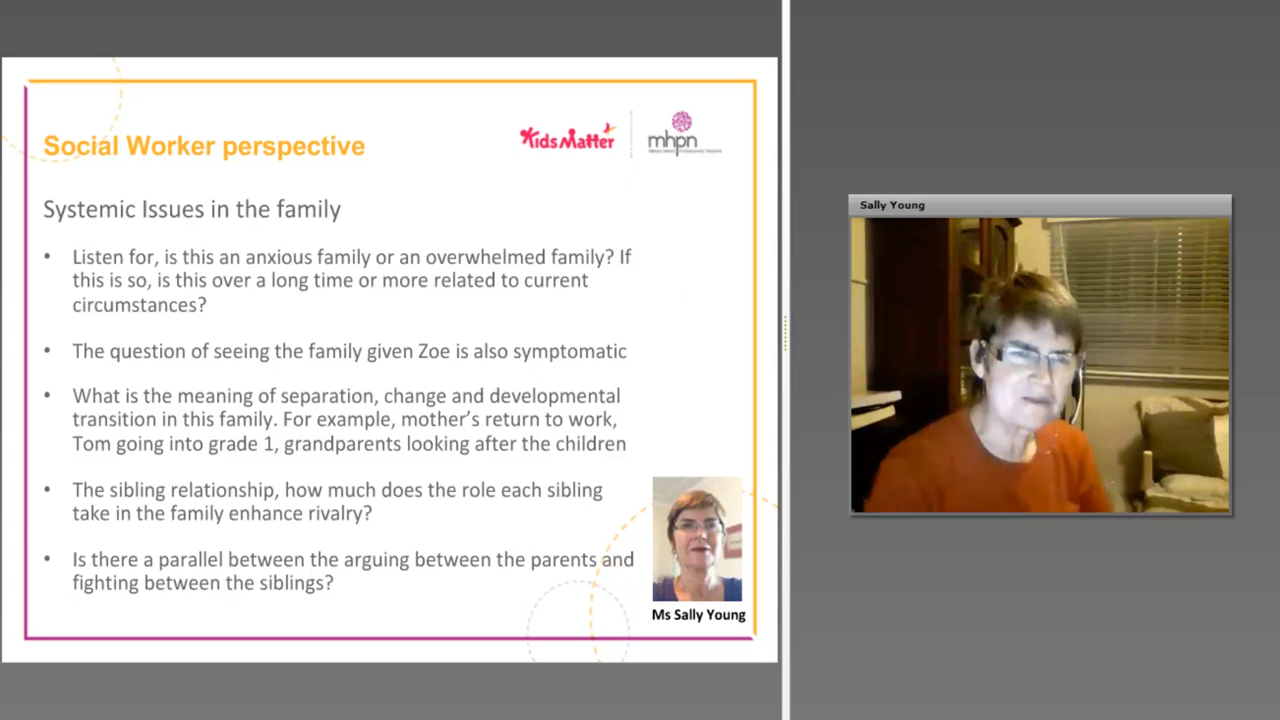 Social Worker perspective
KidsMatter
mhpn
Systemic Issues in the family
• Listen for, is this an anxious family or an overwhelmed family? If
this is so, is this over a long time or more related to current
circumstances?
• The question of seeing the family given Zoe is also symptomatic
• What is the meaning of separation, change and developmental
transition in this family. For example, mother's return to work,
Tom going into grade 1, grandparents looking after the children
• The sibling relationship, how much does the role each sibling
take in the family enhance rivalry?
• Is there a parallel between the arguing between the parents and
fighting between the siblings?
Ms Sally Young
Sally Young